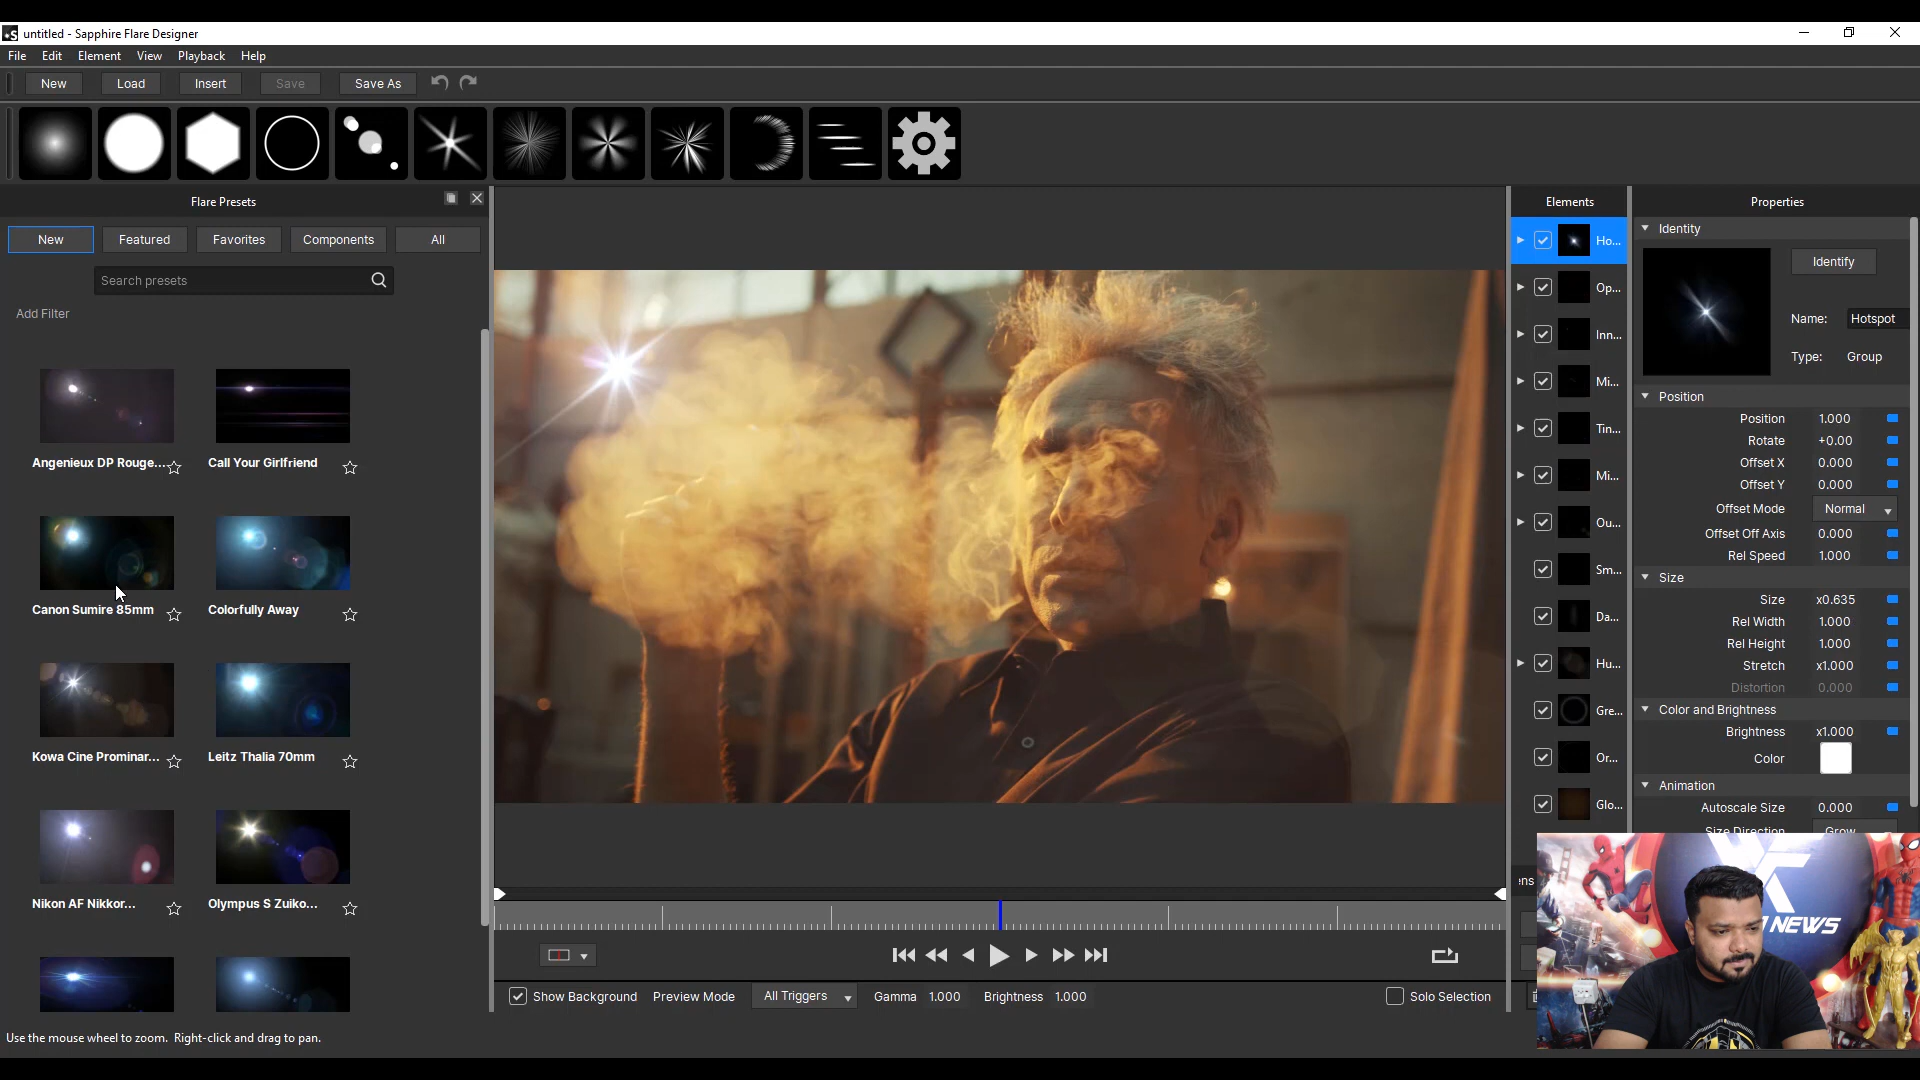 untitled - Sapphire Flare Designer
File Edit Element View Playback Help
New Load Insert Save Save As
Flare Presets
New Featured Favorites Components All
Search presets
Add Filter
Angenieux DP Rouge... Call Your Girlfriend
Canon Sumire 85mm Colorfully Away
Kowa Cine Prominar... Leitz Thalia 70mm
Nikon AF Nikkor... Olympus S Zuiko...
Show Background Preview Mode All Triggers Gamma 1.000 Brightness 1.000 Solo Selection
Use the mouse wheel to zoom. Right-click and drag to pan.
Elements
Ho...
Op...
Inn...
Mi...
Tin...
Mi...
Ou...
Sm...
Da...
Hu...
Gre...
Or...
Glo...
Properties
Identity
Identify
Name: Hotspot
Type: Group
Position
Position 1.000
Rotate +0.00
Offset X 0.000
Offset Y 0.000
Offset Mode Normal
Offset Off Axis 0.000
Rel Speed 1.000
Size
Size x0.635
Rel Width 1.000
Rel Height 1.000
Stretch x1.000
Distortion 0.000
Color and Brightness
Brightness x1.000
Color
Animation
Autoscale Size 0.000
Size Direction Grow
ens
NEWS